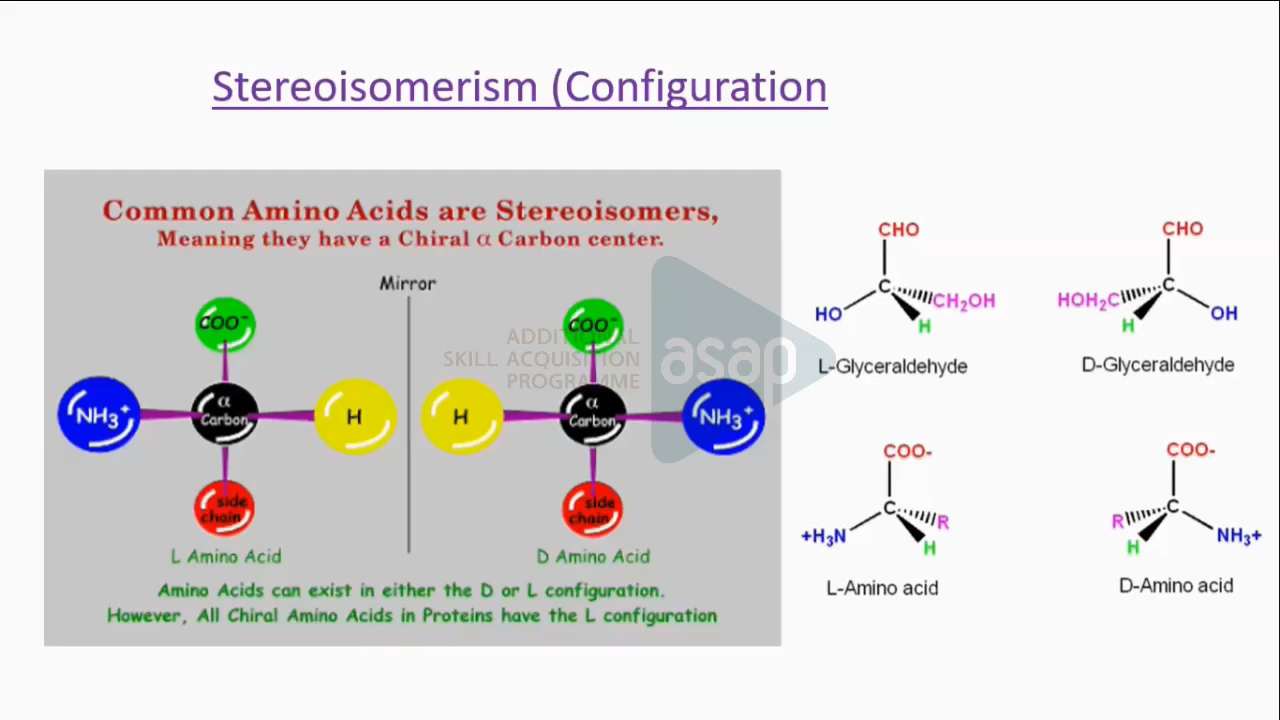 Stereoisomerism (Configuration
Common Amino Acids are Stereoisomers,
Meaning they have a Chiral α Carbon center.
Mirror
COO⁻
NH3⁺
α
Carbon
H
side
chain
L Amino Acid
COO⁻
H
α
Carbon
NH3⁺
side
chain
D Amino Acid
Amino Acids can exist in either the D or L configuration.
However, All Chiral Amino Acids in Proteins have the L configuration
ADDITIONAL
SKILL ACQUISITION
PROGRAMME
asap
CHO
C
HO
CH₂OH
H
L-Glyceraldehyde
CHO
HOH₂C
C
H
OH
D-Glyceraldehyde
COO-
C
+H₃N
R
H
L-Amino acid
COO-
R
C
H
NH₃+
D-Amino acid